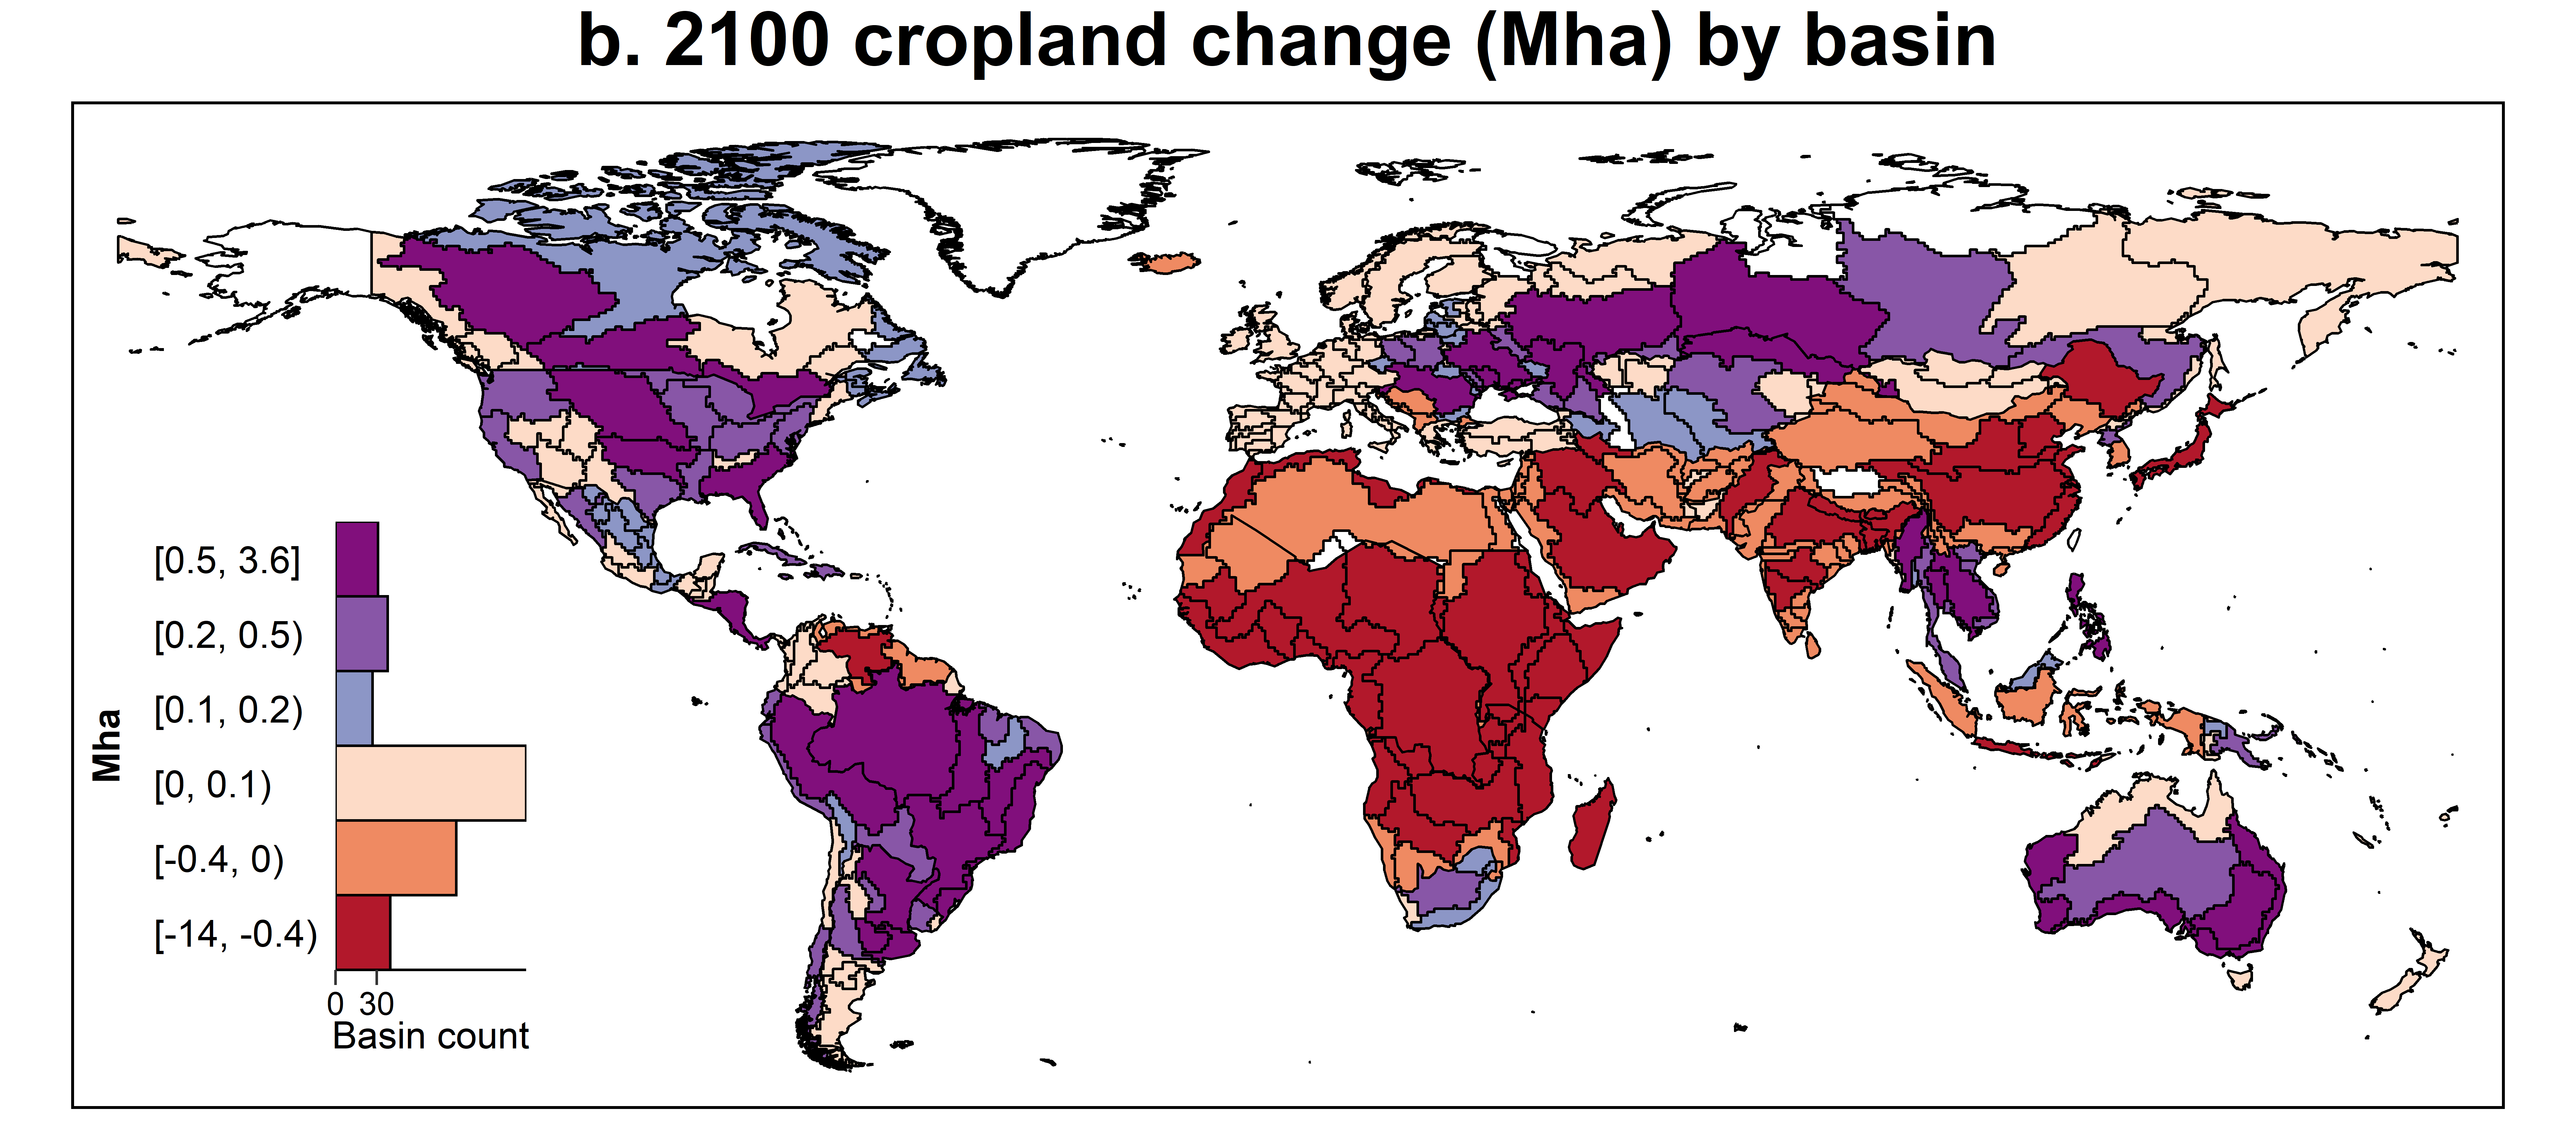 b. 2100 cropland change (Mha) by basin
Mha
[0.5, 3.6]
[0.2, 0.5)
[0.1, 0.2)
[0, 0.1)
[-0.4, 0)
[-14, -0.4)
0 30
Basin count